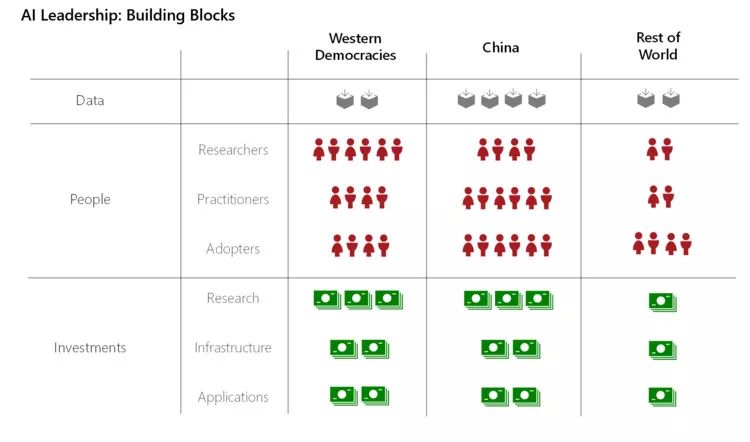 AI Leadership: Building Blocks
Western
Democracies
China
Rest of
World
Data
People
Researchers
Practitioners
Adopters
Investments
Research
Infrastructure
Applications